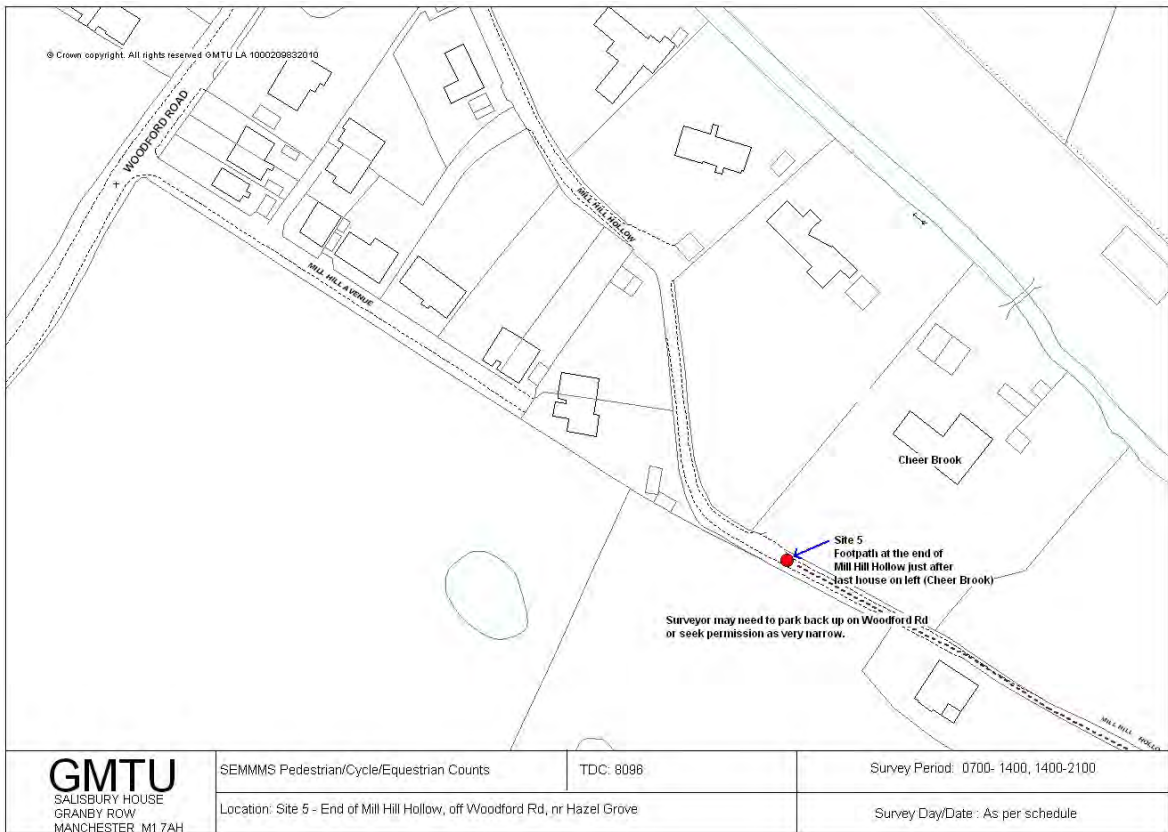 © Crown copyright. All rights reserved GMTU LA 1000209832010
WOODFORD ROAD
MILL HILL HOLLOW
MILL HILL AVENUE
Cheer Brook
Site 5
Footpath at the end of
Mill Hill Hollow just after
last house on left (Cheer Brook)
Surveyor may need to park back up on Woodford Rd
or seek permission as very narrow.
MILL HILL HOLLO
GMTU
SALISBURY HOUSE
GRANBY ROW
MANCHESTER M1 7AH
SEMMMS Pedestrian/Cycle/Equestrian Counts
TDC: 8096
Survey Period: 0700- 1400, 1400-2100
Location: Site 5 - End of Mill Hill Hollow, off Woodford Rd, nr Hazel Grove
Survey Day/Date : As per schedule